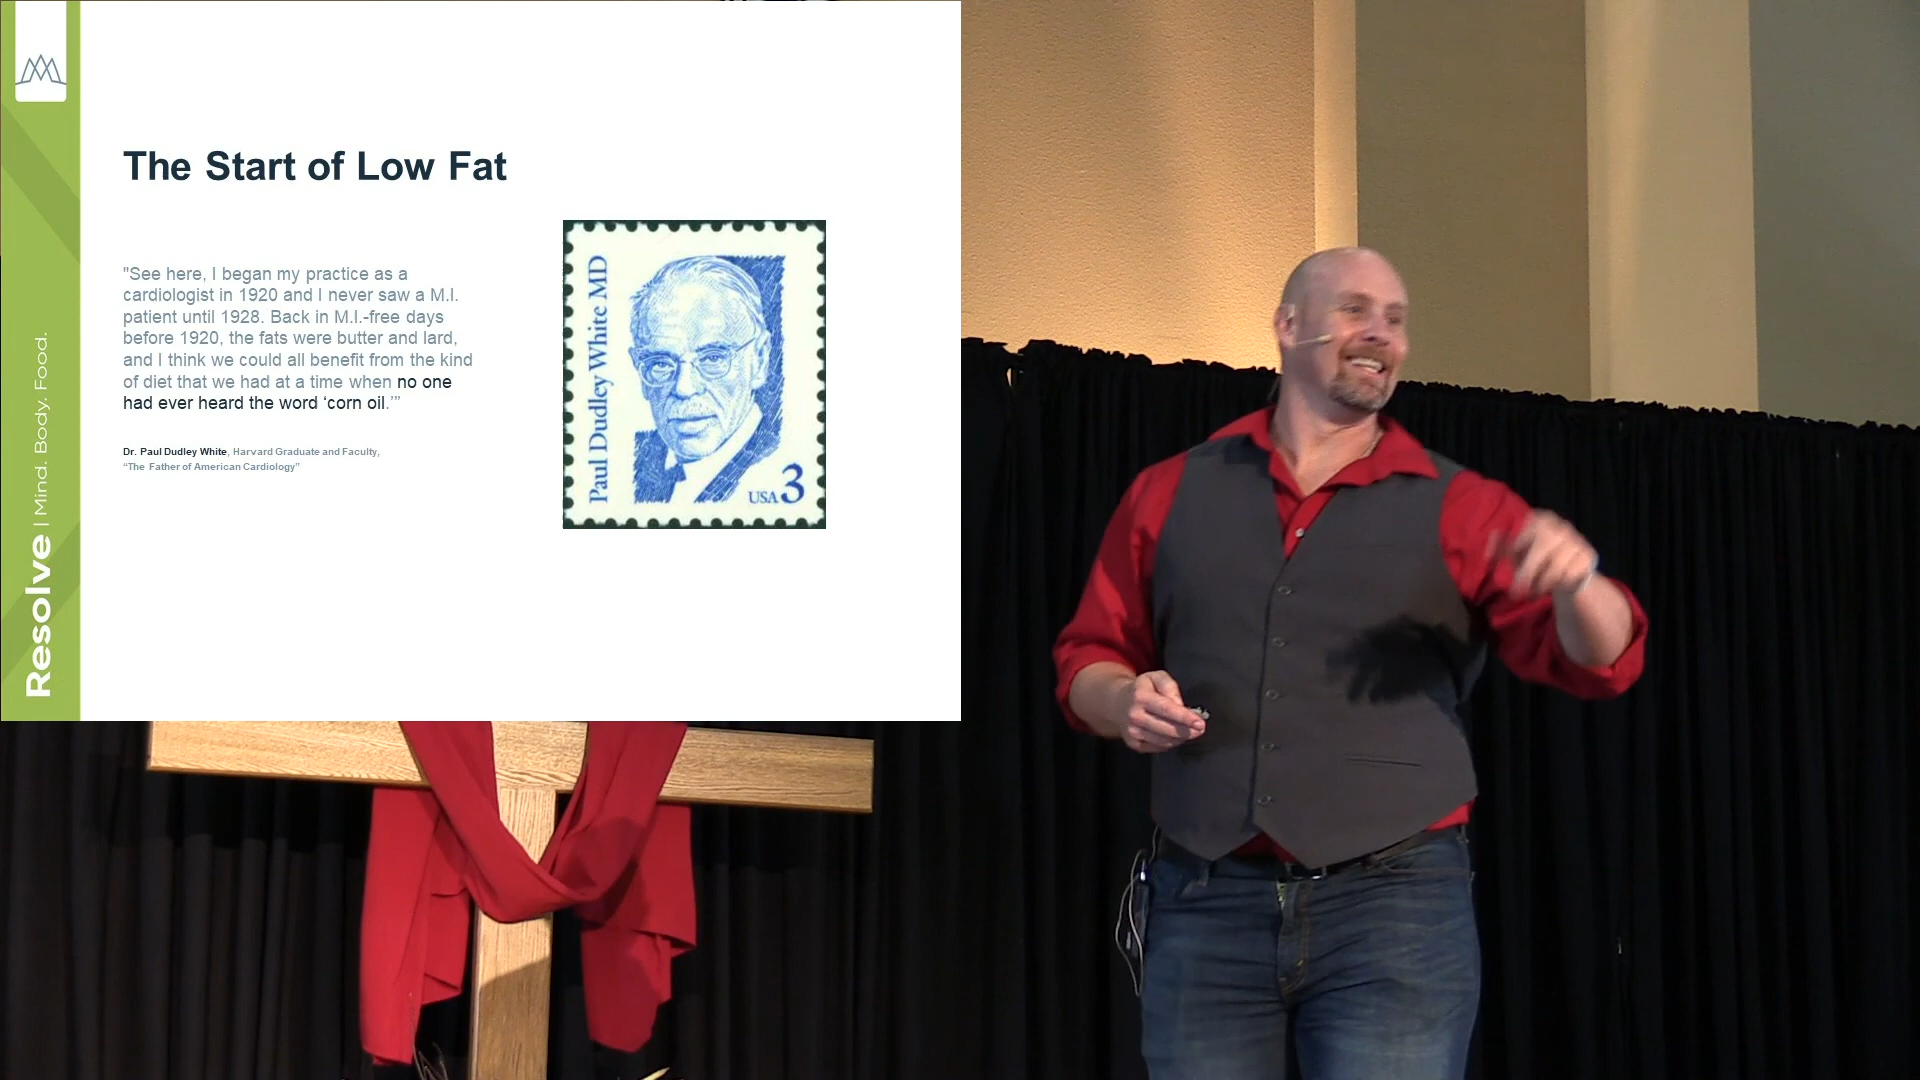 The Start of Low Fat
"See here, I began my practice as a
cardiologist in 1920 and I never saw a M.I.
patient until 1928. Back in M.I.-free days
before 1920, the fats were butter and lard,
and I think we could all benefit from the kind
of diet that we had at a time when no one
had ever heard the word ‘corn oil.’”
Dr. Paul Dudley White, Harvard Graduate and Faculty,
“The Father of American Cardiology”
Paul Dudley White MD
USA 3
Resolve | Mind. Body. Food.